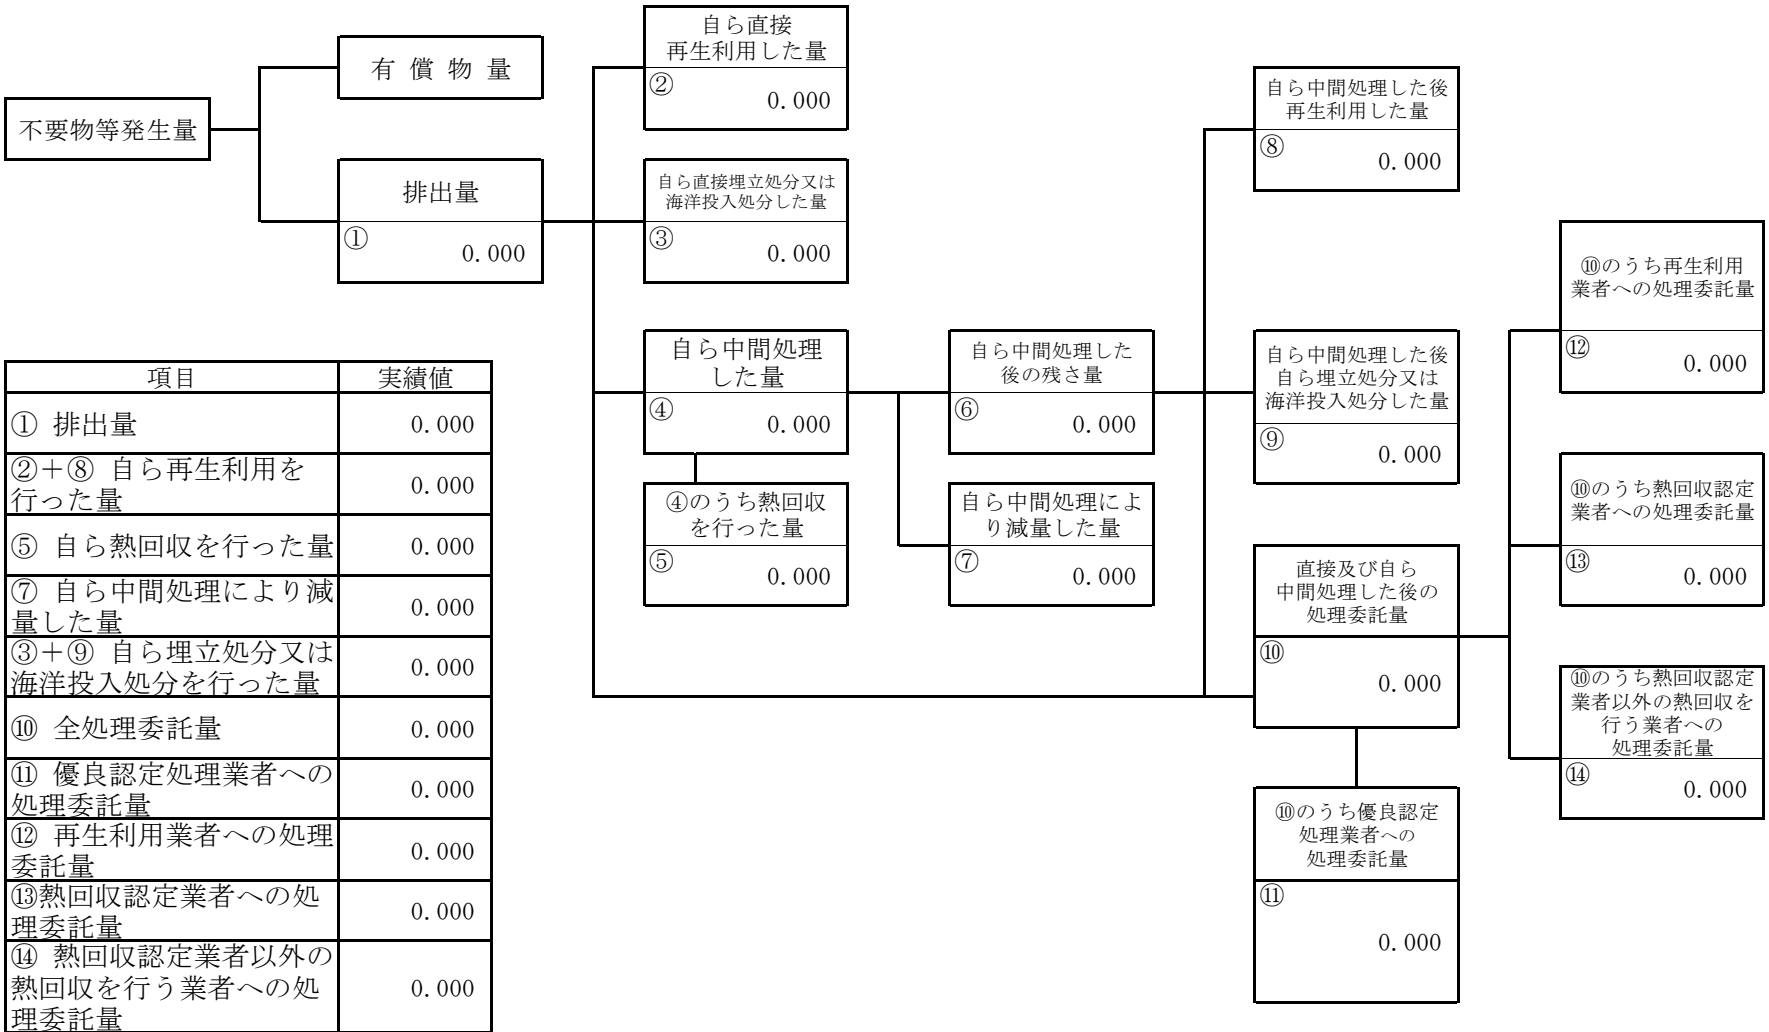 不要物等発生量
有 償 物 量
排出量
① 0.000
自ら直接
再生利用した量
② 0.000
自ら直接埋立処分又は
海洋投入処分した量
③ 0.000
自ら中間処理
した量
④ 0.000
④のうち熱回収
を行った量
⑤ 0.000
自ら中間処理した
後の残さ量
⑥ 0.000
自ら中間処理によ
り減量した量
⑦ 0.000
自ら中間処理した後
再生利用した量
⑧ 0.000
自ら中間処理した後
自ら埋立処分又は
海洋投入処分した量
⑨ 0.000
直接及び自ら
中間処理した後の
処理委託量
⑩ 0.000
⑩のうち優良認定
処理業者への
処理委託量
⑪ 0.000
⑩のうち再生利用
業者への処理委託量
⑫ 0.000
⑩のうち熱回収認定
業者への処理委託量
⑬ 0.000
⑩のうち熱回収認定
業者以外の熱回収を
行う業者への
処理委託量
⑭ 0.000
項目 実績値
① 排出量 0.000
②+⑧ 自ら再生利用を
行った量 0.000
⑤ 自ら熱回収を行った量 0.000
⑦ 自ら中間処理により減
量した量 0.000
③+⑨ 自ら埋立処分又は
海洋投入処分を行った量 0.000
⑩ 全処理委託量 0.000
⑪ 優良認定処理業者への
処理委託量 0.000
⑫ 再生利用業者への処理
委託量 0.000
⑬熱回収認定業者への処
理委託量 0.000
⑭ 熱回収認定業者以外の
熱回収を行う業者への処
理委託量 0.000